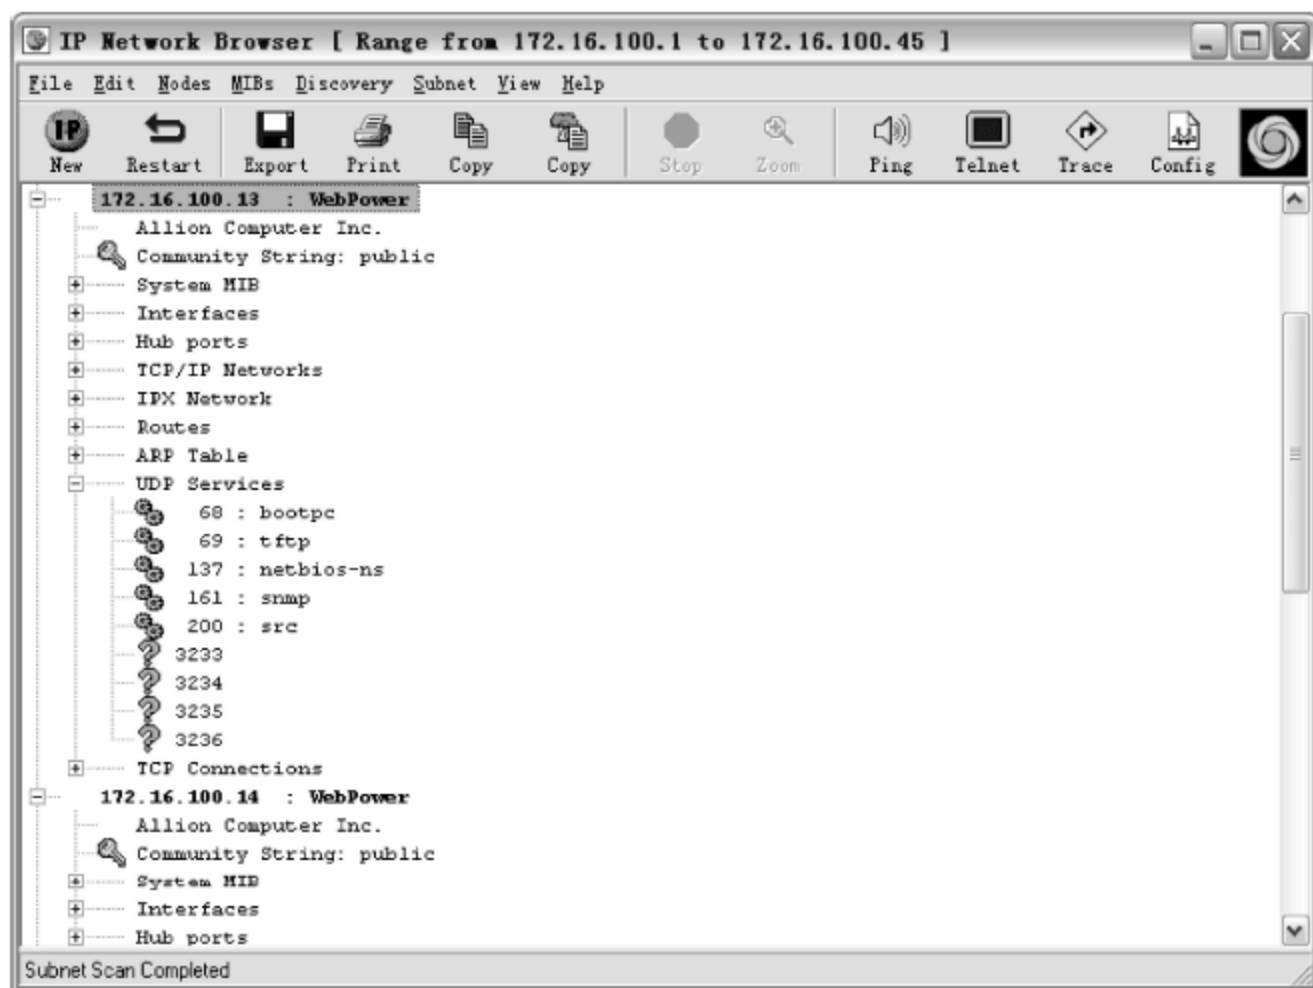 IP Network Browser [ Range from 172.16.100.1 to 172.16.100.45 ]
File Edit Nodes MIBs Discovery Subnet View Help
IP
New Restart Export Print Copy Copy Stop Zoom Ping Telnet Trace Config
172.16.100.13 : WebPower
Allion Computer Inc.
Community String: public
System MIB
Interfaces
Hub ports
TCP/IP Networks
IPX Network
Routes
ARP Table
UDP Services
68 : bootpc
69 : tftp
137 : netbios-ns
161 : snmp
200 : src
3233
3234
3235
3236
TCP Connections
172.16.100.14 : WebPower
Allion Computer Inc.
Community String: public
System MIB
Interfaces
Hub ports
Subnet Scan Completed